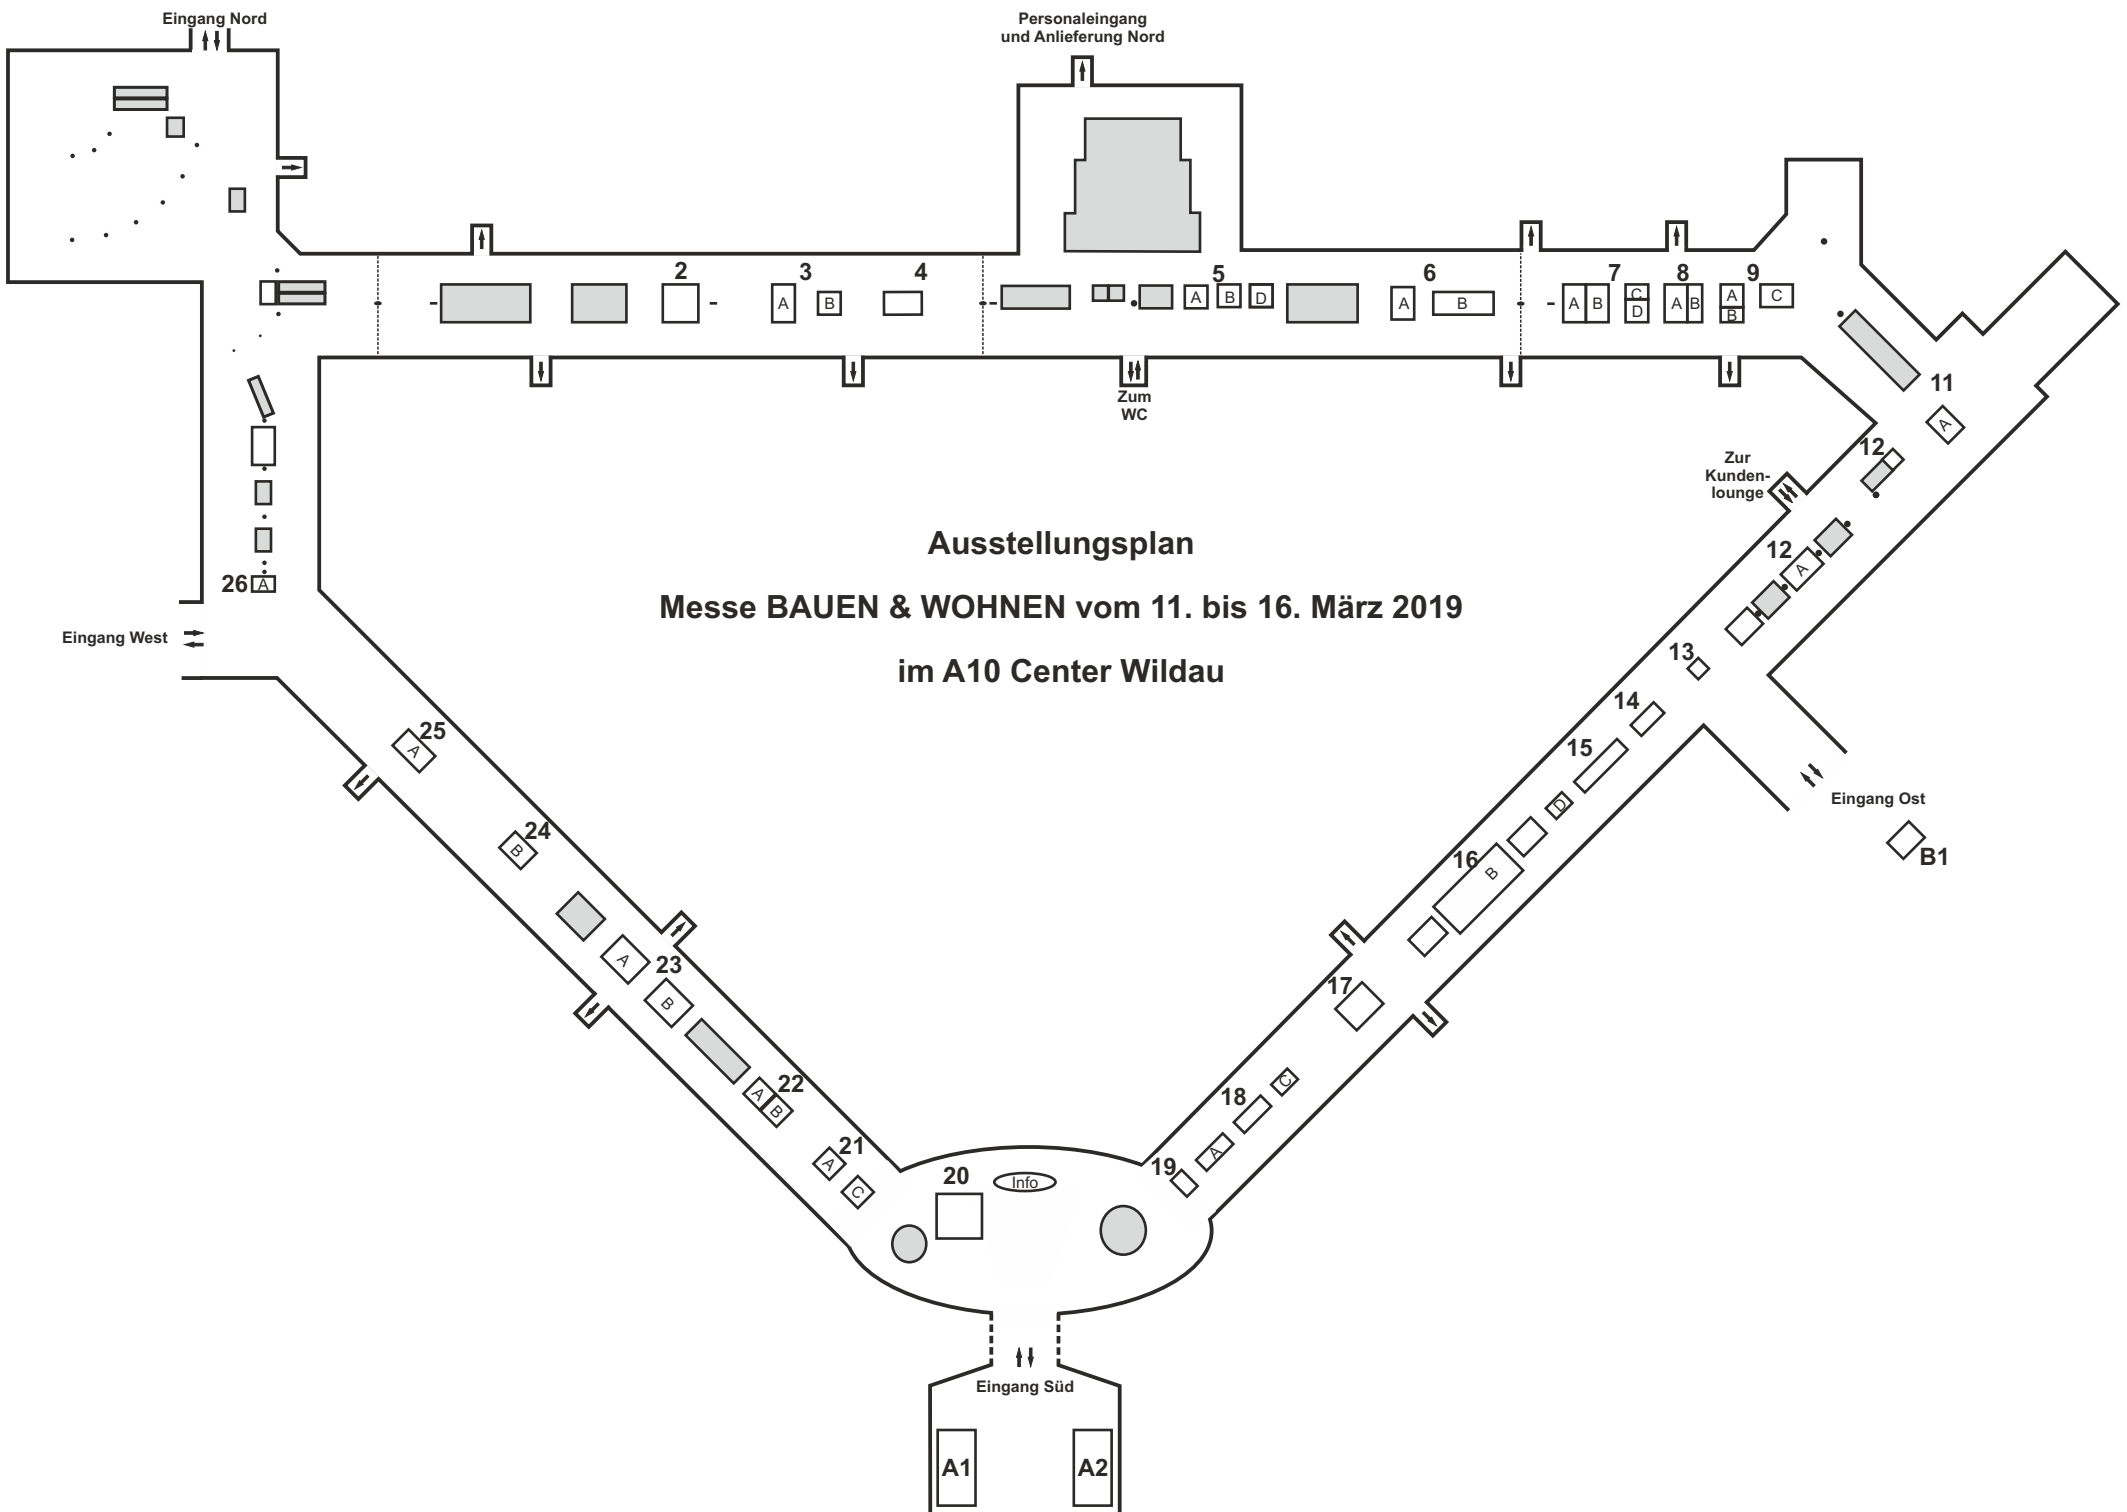 Eingang Nord
Personaleingang
und Anlieferung Nord
2
3
4
5
6
7
8
9
A
B
A
B
D
A
B
A
B
C
D
A
B
A
B
C
Zum
WC
11
A
12
Zur
Kunden-
lounge
12
A
Ausstellungsplan
Messe BAUEN & WOHNEN vom 11. bis 16. März 2019
im A10 Center Wildau
26
A
Eingang West
13
14
15
D
Eingang Ost
B1
25
A
24
B
16
B
A
23
B
17
22
A
B
C
18
A
19
21
A
C
20
Info
Eingang Süd
A1
A2